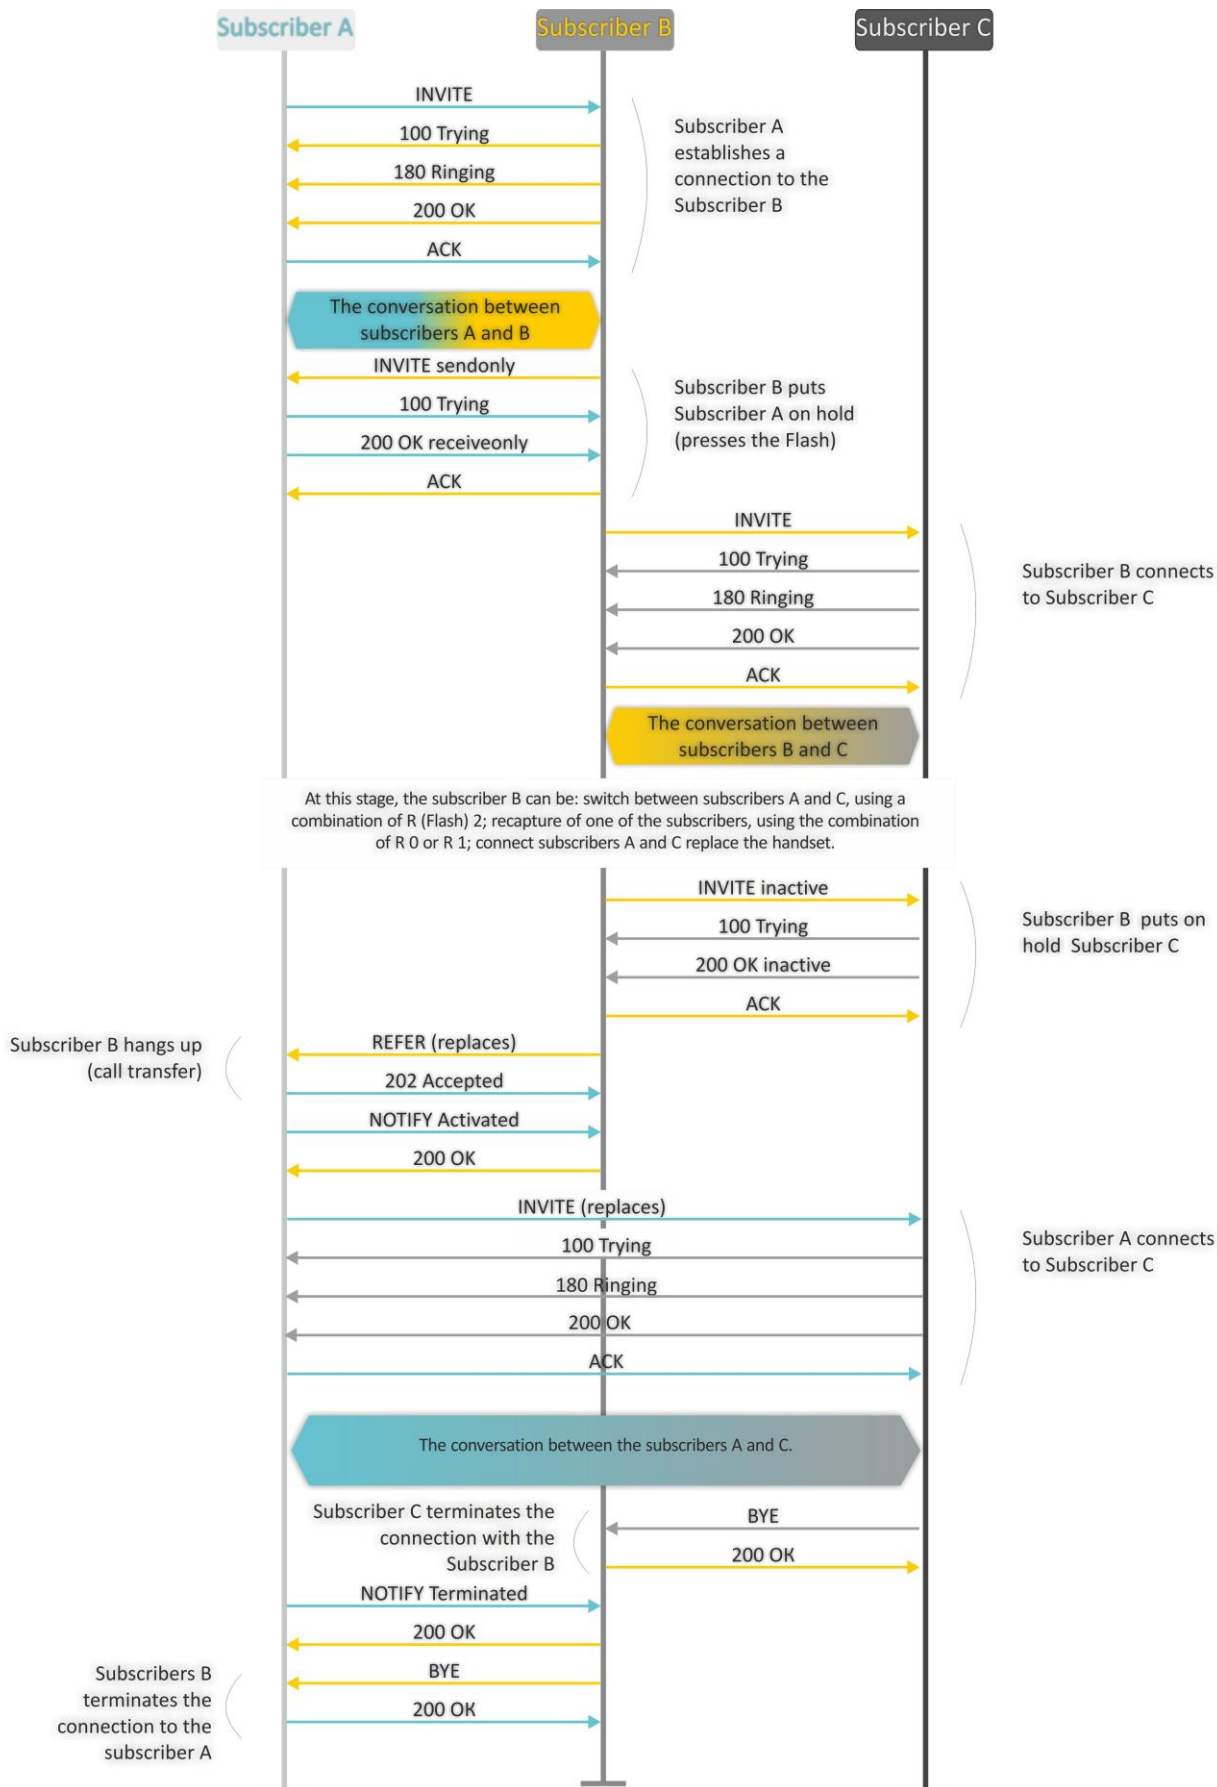 Subscriber A
Subscriber B
Subscriber C
INVITE
100 Trying
180 Ringing
200 OK
ACK
Subscriber A
establishes a
connection to the
Subscriber B
The conversation between
subscribers A and B
INVITE sendonly
100 Trying
200 OK receiveonly
ACK
Subscriber B puts
Subscriber A on hold
(presses the Flash)
INVITE
100 Trying
180 Ringing
200 OK
ACK
Subscriber B connects
to Subscriber C
The conversation between
subscribers B and C
At this stage, the subscriber B can be: switch between subscribers A and C, using a
combination of R (Flash) 2; recapture of one of the subscribers, using the combination
of R 0 or R 1; connect subscribers A and C replace the handset.
INVITE inactive
100 Trying
200 OK inactive
ACK
Subscriber B puts on
hold Subscriber C
Subscriber B hangs up
(call transfer)
REFER (replaces)
202 Accepted
NOTIFY Activated
200 OK
INVITE (replaces)
100 Trying
180 Ringing
200 OK
ACK
Subscriber A connects
to Subscriber C
The conversation between the subscribers A and C.
Subscriber C terminates the
connection with the
Subscriber B
BYE
200 OK
NOTIFY Terminated
200 OK
BYE
200 OK
Subscribers B
terminates the
connection to the
subscriber A